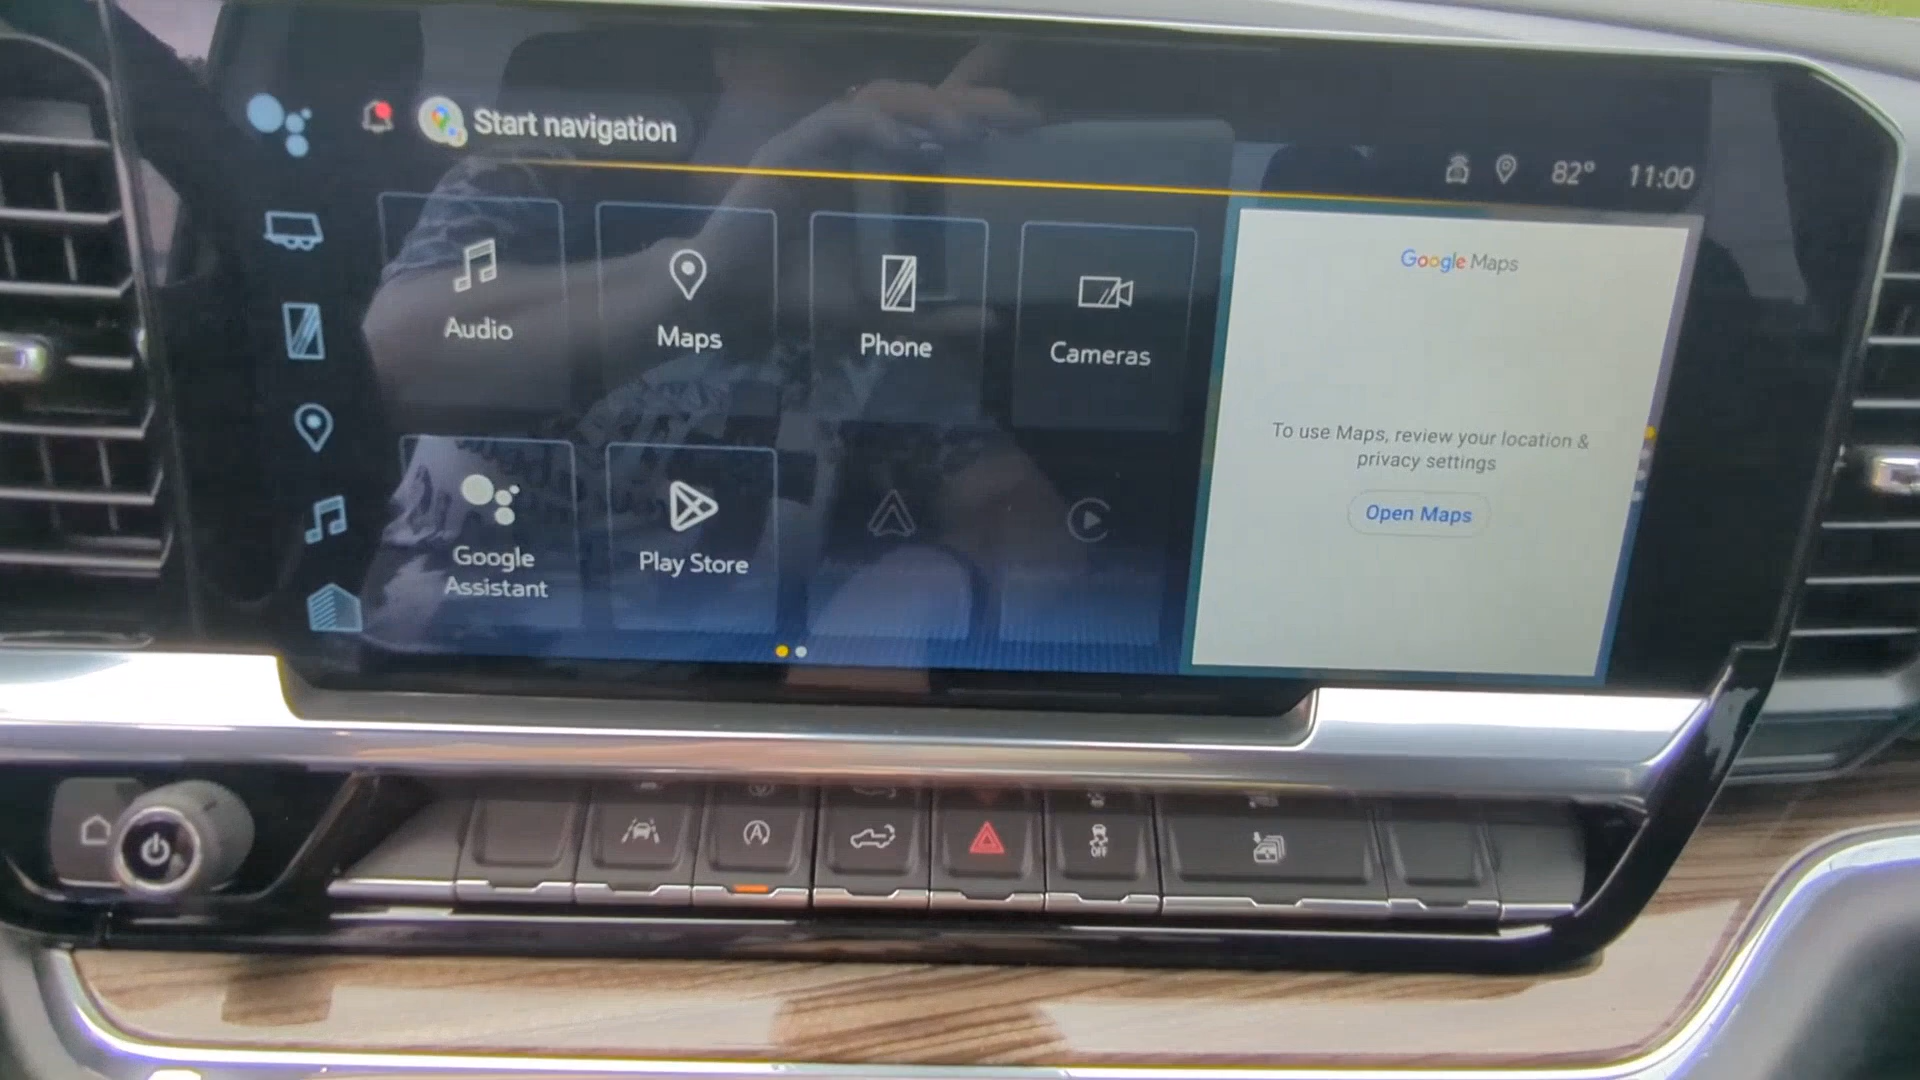 Start navigation
82° 11:00
Audio
Maps
Phone
Cameras
Google
Assistant
Play Store
Google Maps
To use Maps, review your location &
privacy settings
Open Maps
A
OFF